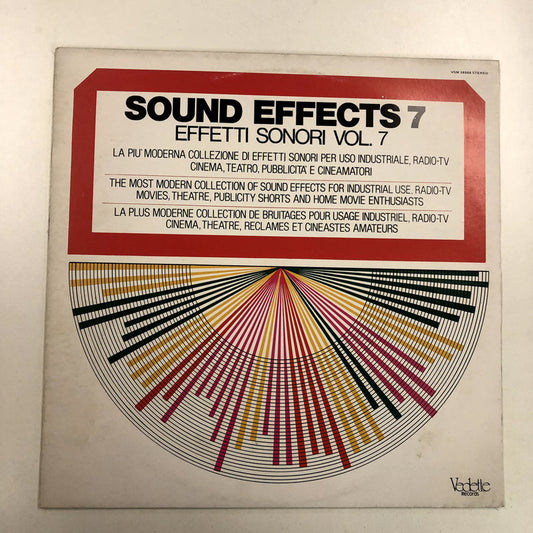 VSM 38568 STEREO
SOUND EFFECTS 7
EFFETTI SONORI VOL. 7
LA PIU' MODERNA COLLEZIONE DI EFFETTI SONORI PER USO INDUSTRIALE, RADIO-TV
CINEMA, TEATRO, PUBBLICITA' E CINEAMATORI
THE MOST MODERN COLLECTION OF SOUND EFFECTS FOR INDUSTRIAL USE, RADIO-TV
MOVIES, THEATRE, PUBLICITY SHORTS AND HOME MOVIE ENTHUSIASTS
LA PLUS MODERNE COLLECTION DE BRUITAGES POUR USAGE INDUSTRIEL, RADIO-TV
CINEMA, THEATRE, RECLAMES ET CINEASTES AMATEURS
Vedette
Records